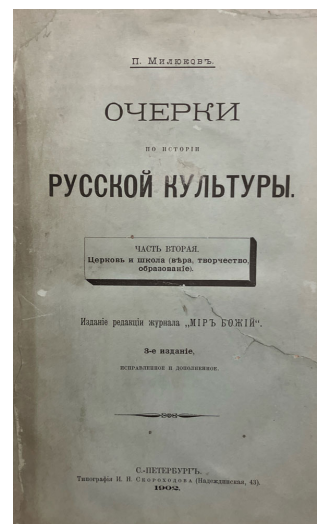 П. Милюковъ.
ОЧЕРКИ
ПО ИСТОРІИ
РУССКОЙ КУЛЬТУРЫ.
ЧАСТЬ ВТОРАЯ.
Церковь и школа (вѣра, творчество,
образованіе).
Изданіе редакціи журнала „МІРЪ БОЖІЙ“.
3-е изданіе,
ИСПРАВЛЕННОЕ И ДОПОЛНЕННОЕ.
С.-ПЕТЕРБУРГЪ.
Типографія И. Н. Скороходова (Надеждинская, 43).
1902.